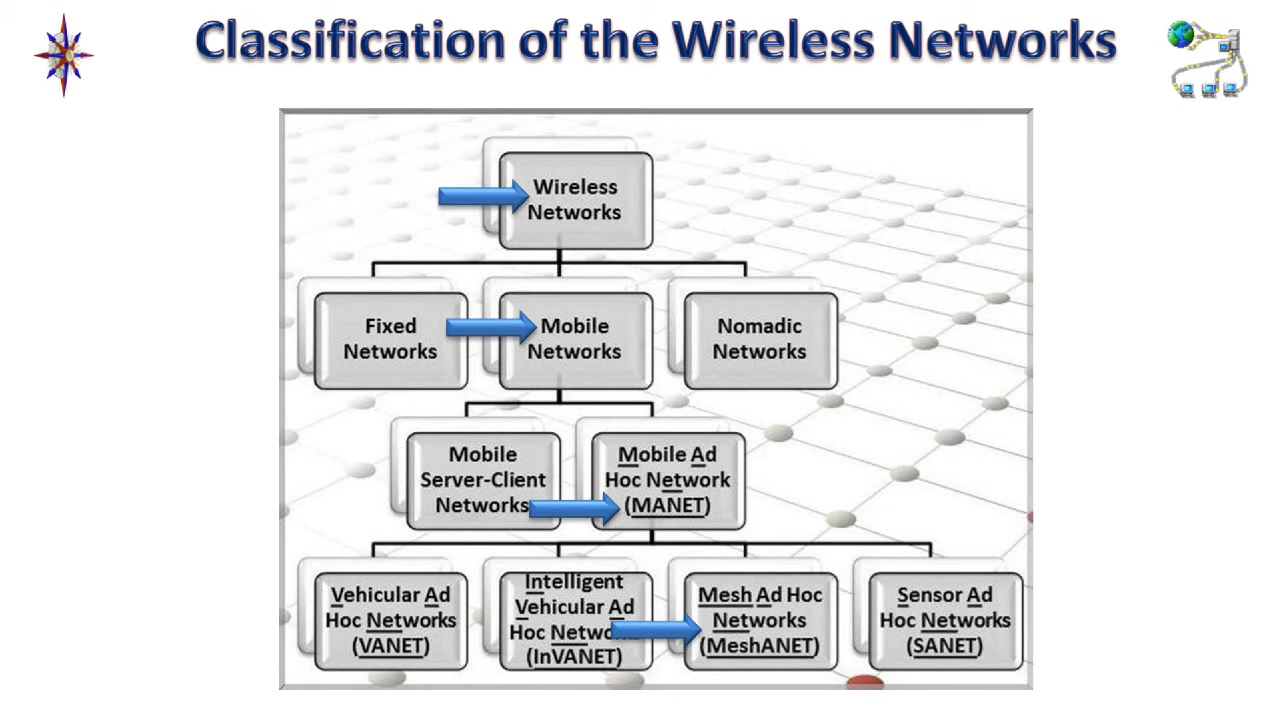 Classification of the Wireless Networks
Wireless
Networks
Fixed
Networks
Mobile
Networks
Nomadic
Networks
Mobile
Server-Client
Networks
Mobile Ad
Hoc Network
(MANET)
Vehicular Ad
Hoc Networks
(VANET)
Intelligent
Vehicular Ad
Hoc
(InVANET)
Mesh Ad Hoc
Networks
(MeshANET)
Sensor Ad
Hoc Networks
(SANET)